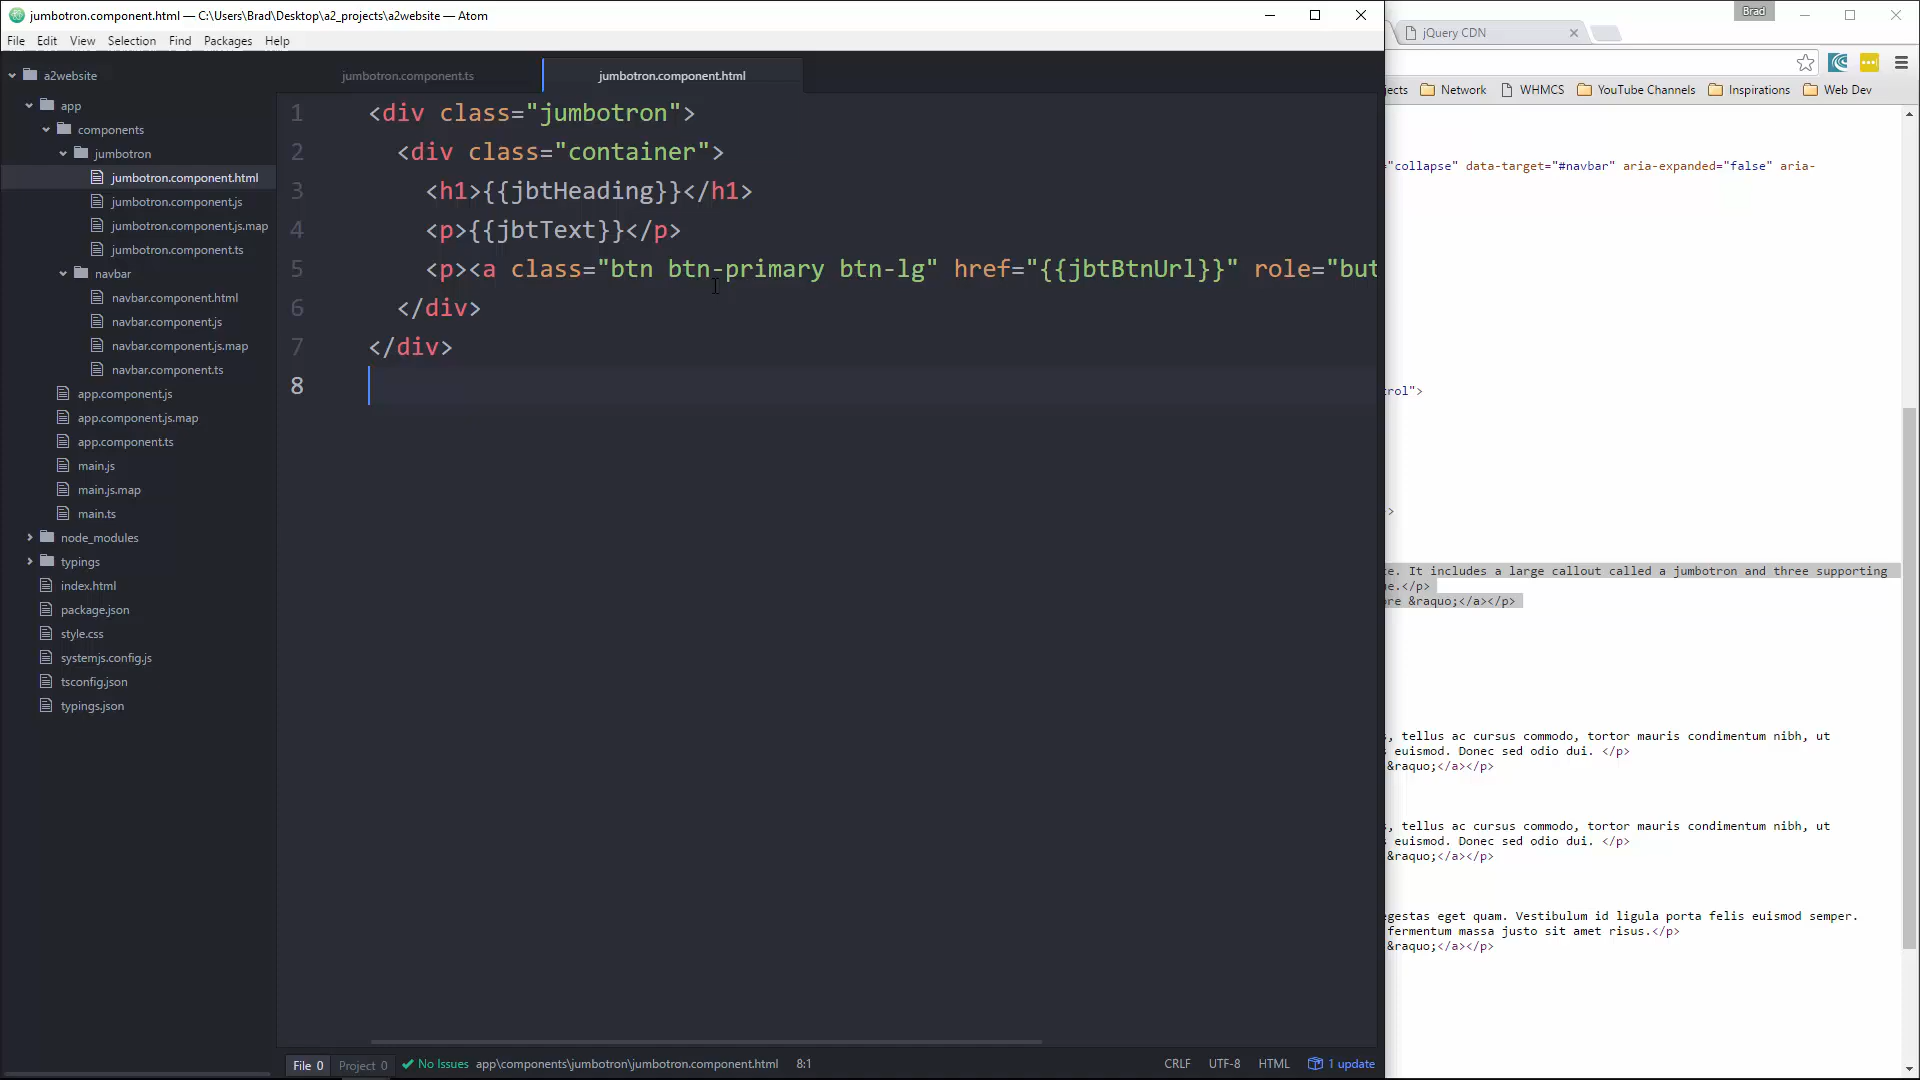 jumbotron.component.html — C:\Users\Brad\Desktop\a2_projects\a2website — Atom
File Edit View Selection Find Packages Help
a2website
app
components
jumbotron
jumbotron.component.html
jumbotron.component.js
jumbotron.component.js.map
jumbotron.component.ts
navbar
navbar.component.html
navbar.component.js
navbar.component.js.map
navbar.component.ts
app.component.js
app.component.js.map
app.component.ts
main.js
main.js.map
main.ts
node_modules
typings
index.html
package.json
style.css
systemjs.config.js
tsconfig.json
typings.json
jumbotron.component.ts
jumbotron.component.html
1 <div class="jumbotron">
2 <div class="container">
3 <h1>{{jbtHeading}}</h1>
4 <p>{{jbtText}}</p>
5 <p><a class="btn btn-primary btn-lg" href="{{jbtBtnUrl}}" role="but
6 </div>
7 </div>
8
File 0 Project 0 No Issues app\components\jumbotron\jumbotron.component.html 8:1
CRLF UTF-8 HTML 1 update
Brad
jQuery CDN
jects Network WHMCS YouTube Channels Inspirations Web Dev
="collapse" data-target="#navbar" aria-expanded="false" aria-
rol">
>
te. It includes a large callout called a jumbotron and three supporting
e.</p>
re &raquo;</a></p>
, tellus ac cursus commodo, tortor mauris condimentum nibh, ut
euismod. Donec sed odio dui. </p>
&raquo;</a></p>
, tellus ac cursus commodo, tortor mauris condimentum nibh, ut
euismod. Donec sed odio dui. </p>
&raquo;</a></p>
egestas eget quam. Vestibulum id ligula porta felis euismod semper.
fermentum massa justo sit amet risus.</p>
&raquo;</a></p>